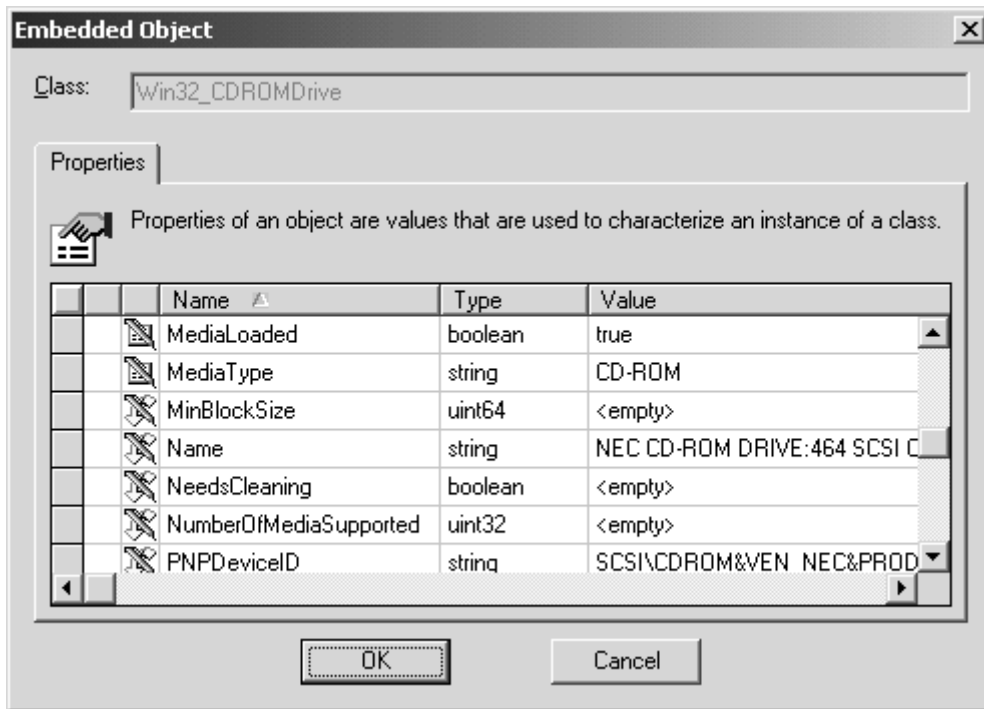 Embedded Object
Class: Win32_CDROMDrive
Properties
Properties of an object are values that are used to characterize an instance of a class.
Name Type Value
MediaLoaded boolean true
MediaType string CD-ROM
MinBlockSize uint64 <empty>
Name string NEC CD-ROM DRIVE:464 SCSI C
NeedsCleaning boolean <empty>
NumberOfMediaSupported uint32 <empty>
PNPDeviceID string SCSI\CDROM&VEN_NEC&PROD
OK Cancel